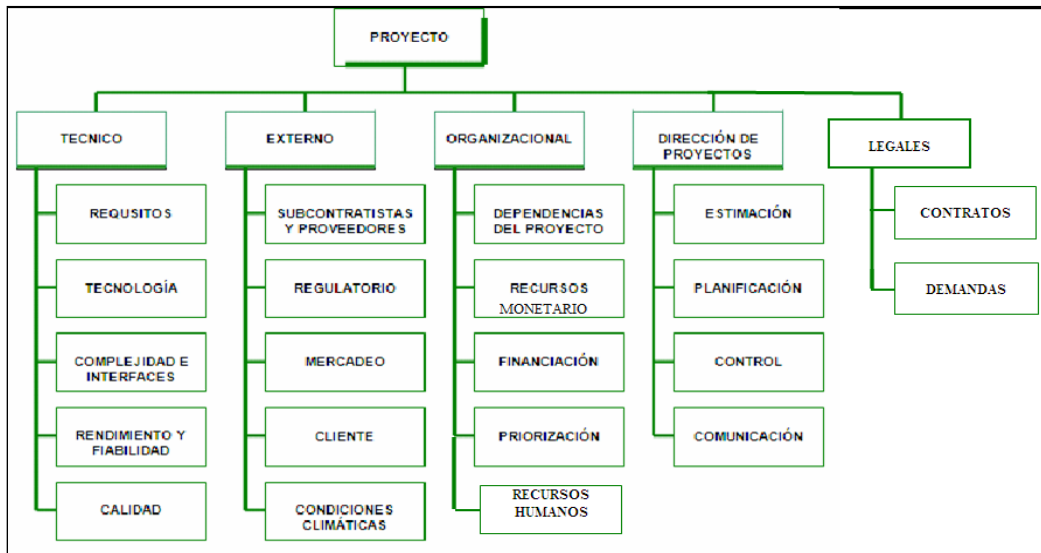 PROYECTO
TECNICO
EXTERNO
ORGANIZACIONAL
DIRECCIÓN DE
PROYECTOS
LEGALES
REQUSITOS
TECNOLOGÍA
COMPLEJIDAD E
INTERFACES
RENDIMIENTO Y
FIABILIDAD
CALIDAD
SUBCONTRATISTAS
Y PROVEEDORES
REGULATORIO
MERCADEO
CLIENTE
CONDICIONES
CLIMÁTICAS
DEPENDENCIAS
DEL PROYECTO
RECURSOS
MONETARIO
FINANCIACIÓN
PRIORIZACIÓN
RECURSOS
HUMANOS
ESTIMACIÓN
PLANIFICACIÓN
CONTROL
COMUNICACIÓN
CONTRATOS
DEMANDAS